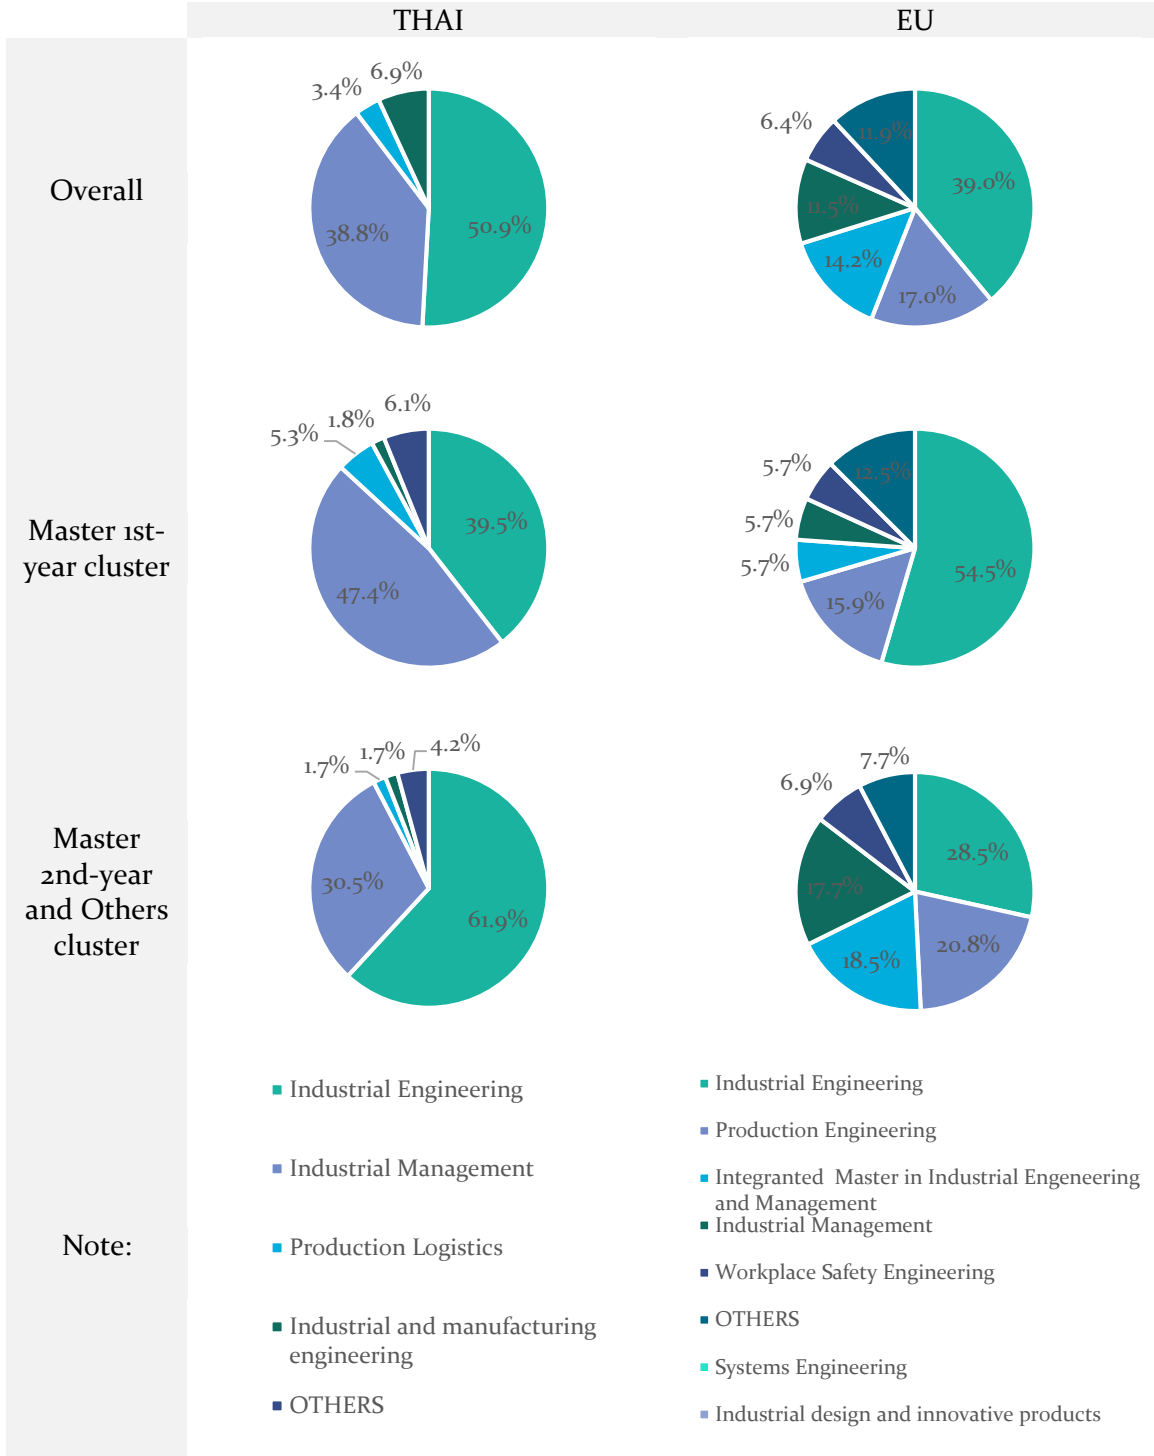 THAI
EU
Overall
6.9%
3.4%
38.8%
50.9%
6.4%
11.9%
39.0%
11.5%
14.2%
17.0%
Master 1st-
year cluster
5.3%
1.8%
6.1%
39.5%
47.4%
5.7%
12.5%
5.7%
5.7%
15.9%
54.5%
Master
2nd-year
and Others
cluster
1.7%
1.7%
4.2%
30.5%
61.9%
6.9%
7.7%
28.5%
17.7%
18.5%
20.8%
Note:
Industrial Engineering
Industrial Management
Production Logistics
Industrial and manufacturing
engineering
OTHERS
Industrial Engineering
Production Engineering
Integranted Master in Industrial Engeneering
and Management
Industrial Management
Workplace Safety Engineering
OTHERS
Systems Engineering
Industrial design and innovative products